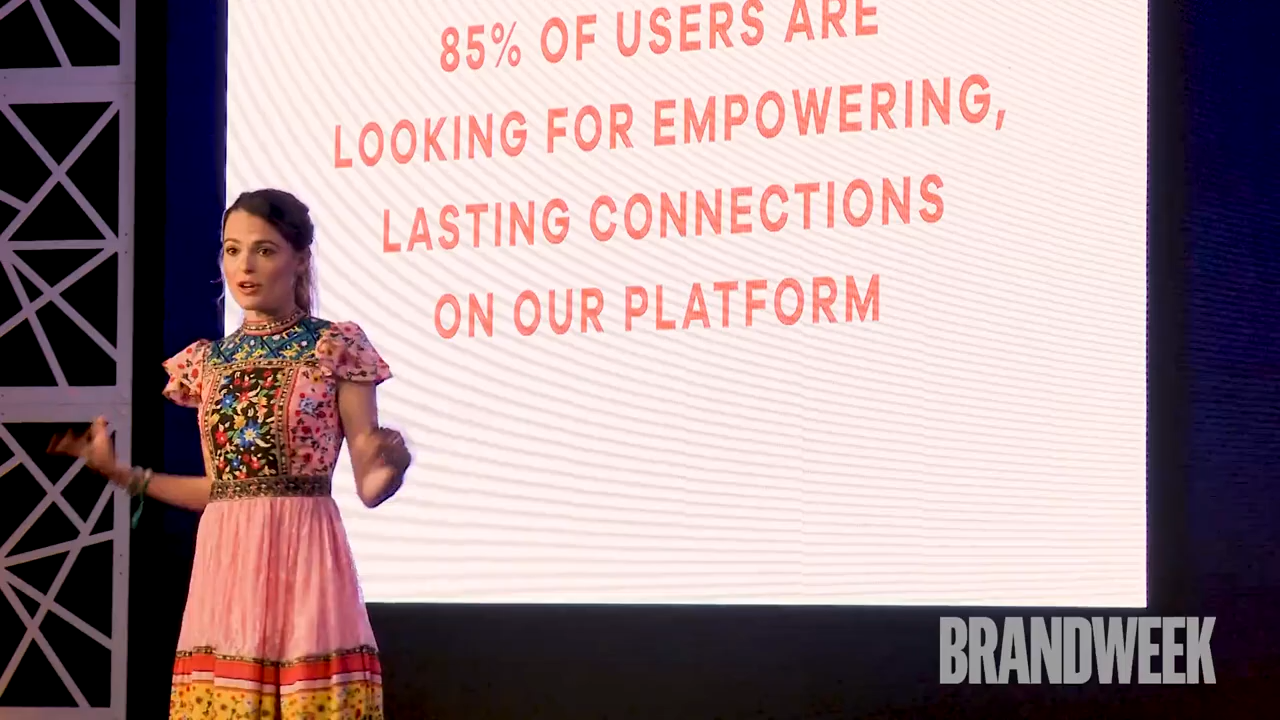 85% OF USERS ARE
LOOKING FOR EMPOWERING,
LASTING CONNECTIONS
ON OUR PLATFORM
BRANDWEEK